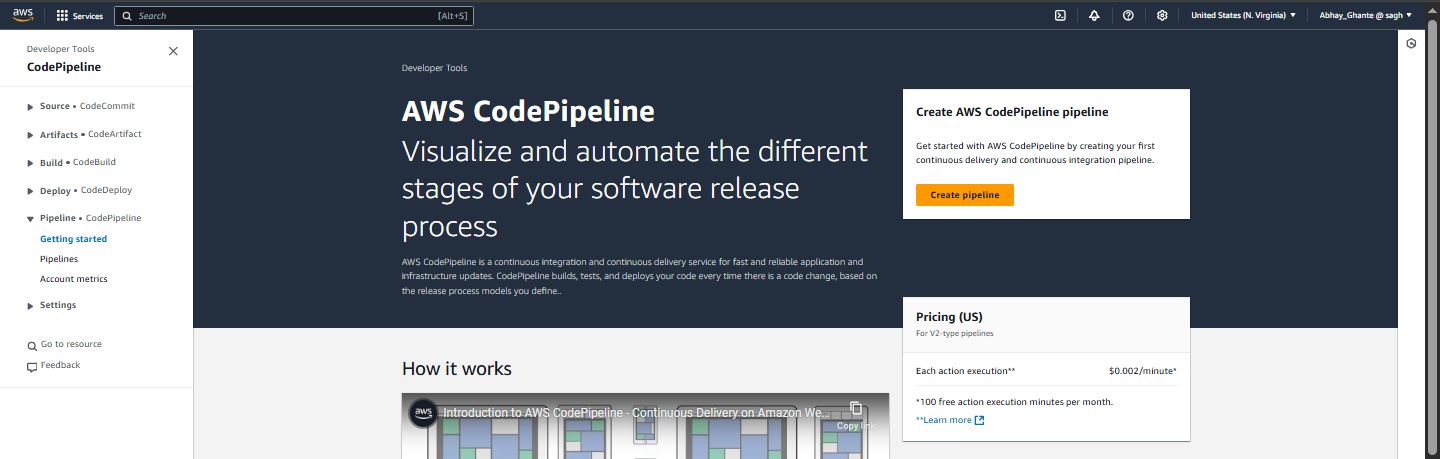 aws
Services
Search
[Alt+S]
United States (N. Virginia)
Abhay_Ghante @ sagh
Developer Tools
CodePipeline
Source • CodeCommit
Artifacts • CodeArtifact
Build • CodeBuild
Deploy • CodeDeploy
Pipeline • CodePipeline
Getting started
Pipelines
Account metrics
Settings
Go to resource
Feedback
Developer Tools
AWS CodePipeline
Visualize and automate the different
stages of your software release
process
AWS CodePipeline is a continuous integration and continuous delivery service for fast and reliable application and
infrastructure updates. CodePipeline builds, tests, and deploys your code every time there is a code change, based on
the release process models you define..
Create AWS CodePipeline pipeline
Get started with AWS CodePipeline by creating your first
continuous delivery and continuous integration pipeline.
Create pipeline
Pricing (US)
For V2-type pipelines
Each action execution** $0.002/minute*
*100 free action execution minutes per month.
**Learn more
How it works
aws
Introduction to AWS CodePipeline - Continuous Delivery on Amazon We...
Copy link